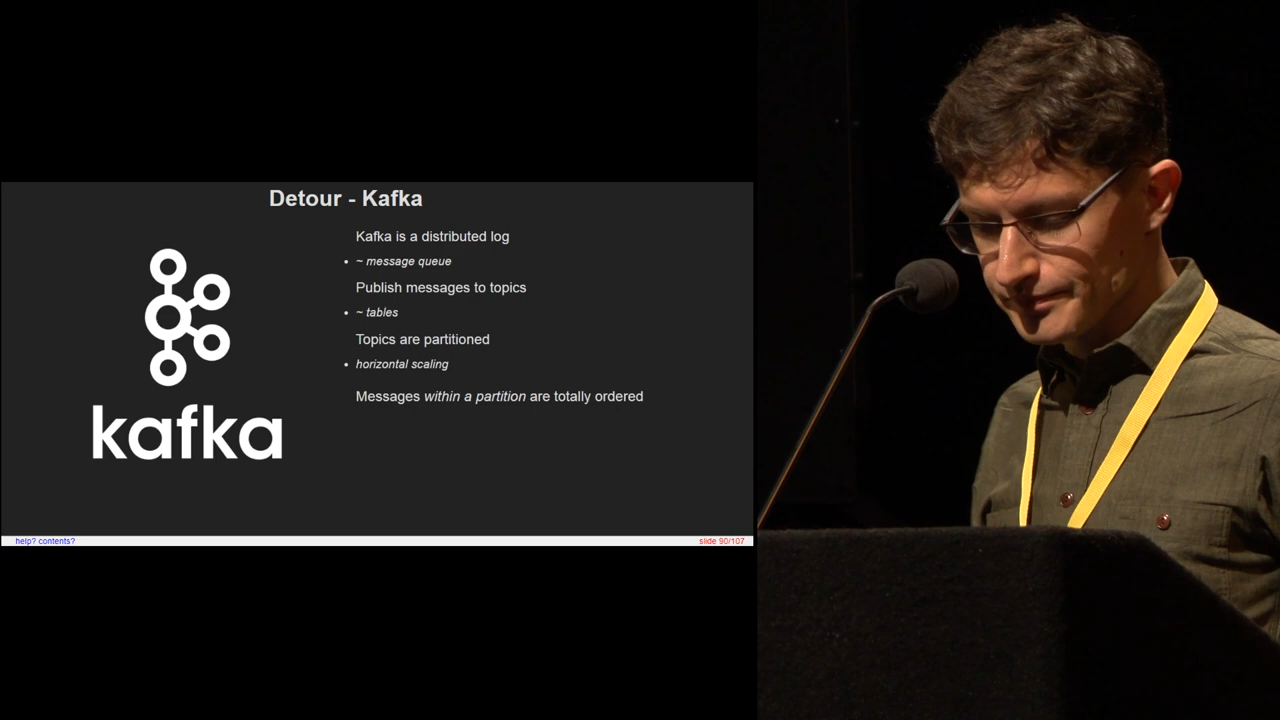 Detour - Kafka
Kafka is a distributed log
~ message queue
Publish messages to topics
~ tables
Topics are partitioned
horizontal scaling
Messages within a partition are totally ordered
kafka
help? contents?
slide 90/107